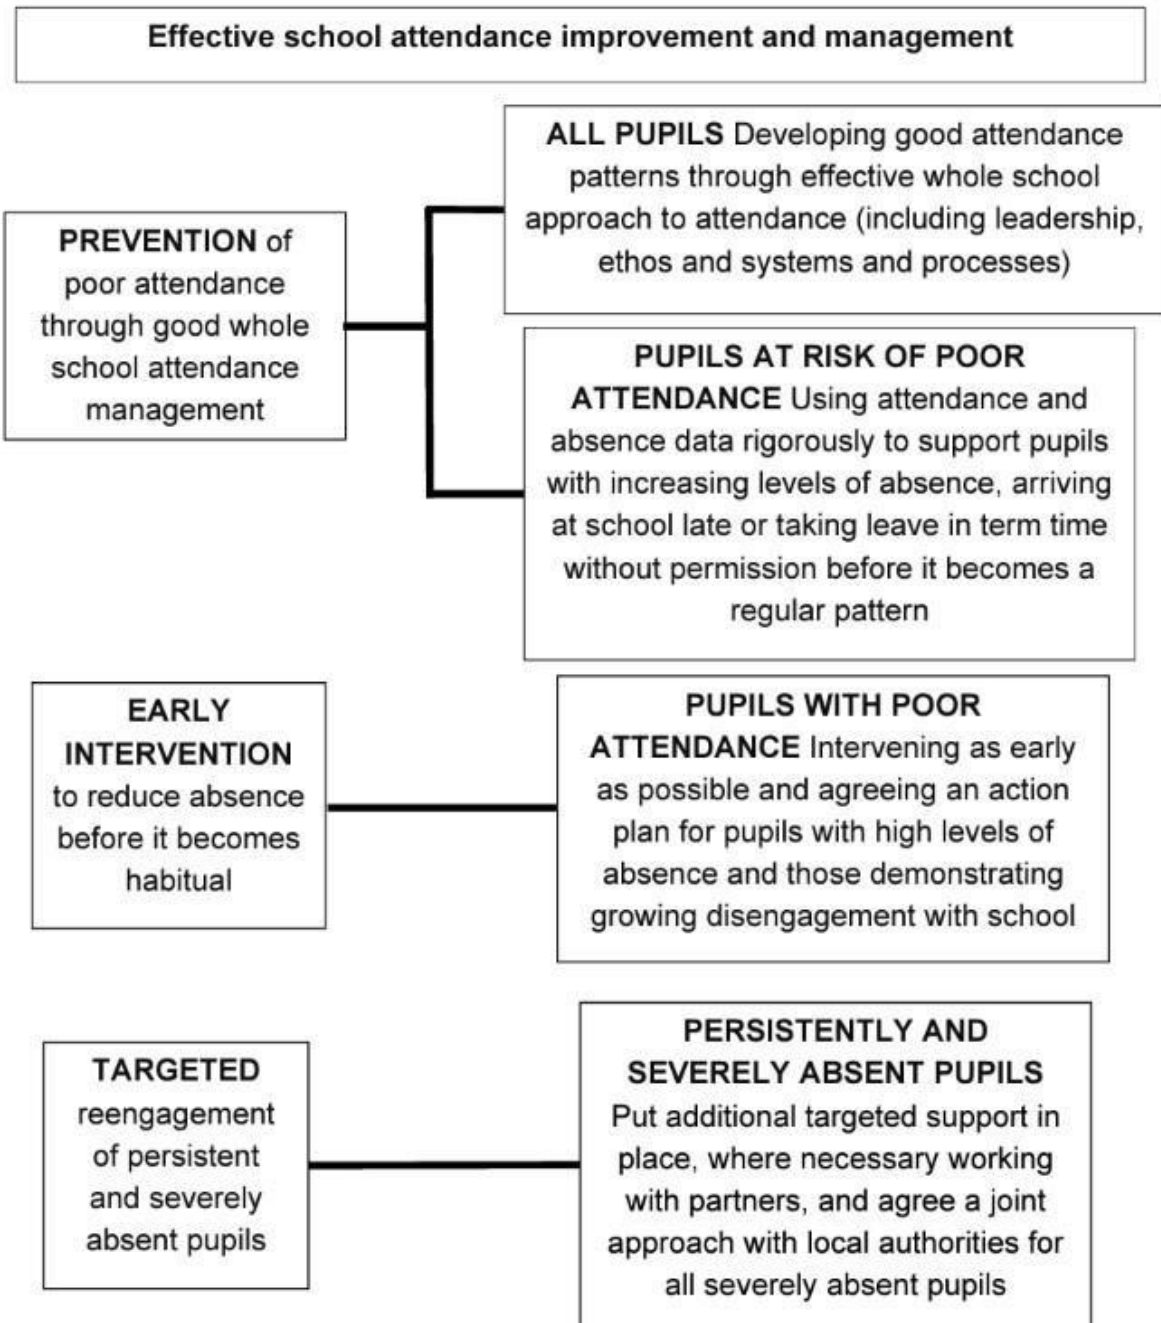 Effective school attendance improvement and management
ALL PUPILS Developing good attendance
patterns through effective whole school
approach to attendance (including leadership,
ethos and systems and processes)
PREVENTION of
poor attendance
through good whole
school attendance
management
PUPILS AT RISK OF POOR
ATTENDANCE Using attendance and
absence data rigorously to support pupils
with increasing levels of absence, arriving
at school late or taking leave in term time
without permission before it becomes a
regular pattern
EARLY
INTERVENTION
to reduce absence
before it becomes
habitual
PUPILS WITH POOR
ATTENDANCE Intervening as early
as possible and agreeing an action
plan for pupils with high levels of
absence and those demonstrating
growing disengagement with school
TARGETED
reengagement
of persistent
and severely
absent pupils
PERSISTENTLY AND
SEVERELY ABSENT PUPILS
Put additional targeted support in
place, where necessary working
with partners, and agree a joint
approach with local authorities for
all severely absent pupils